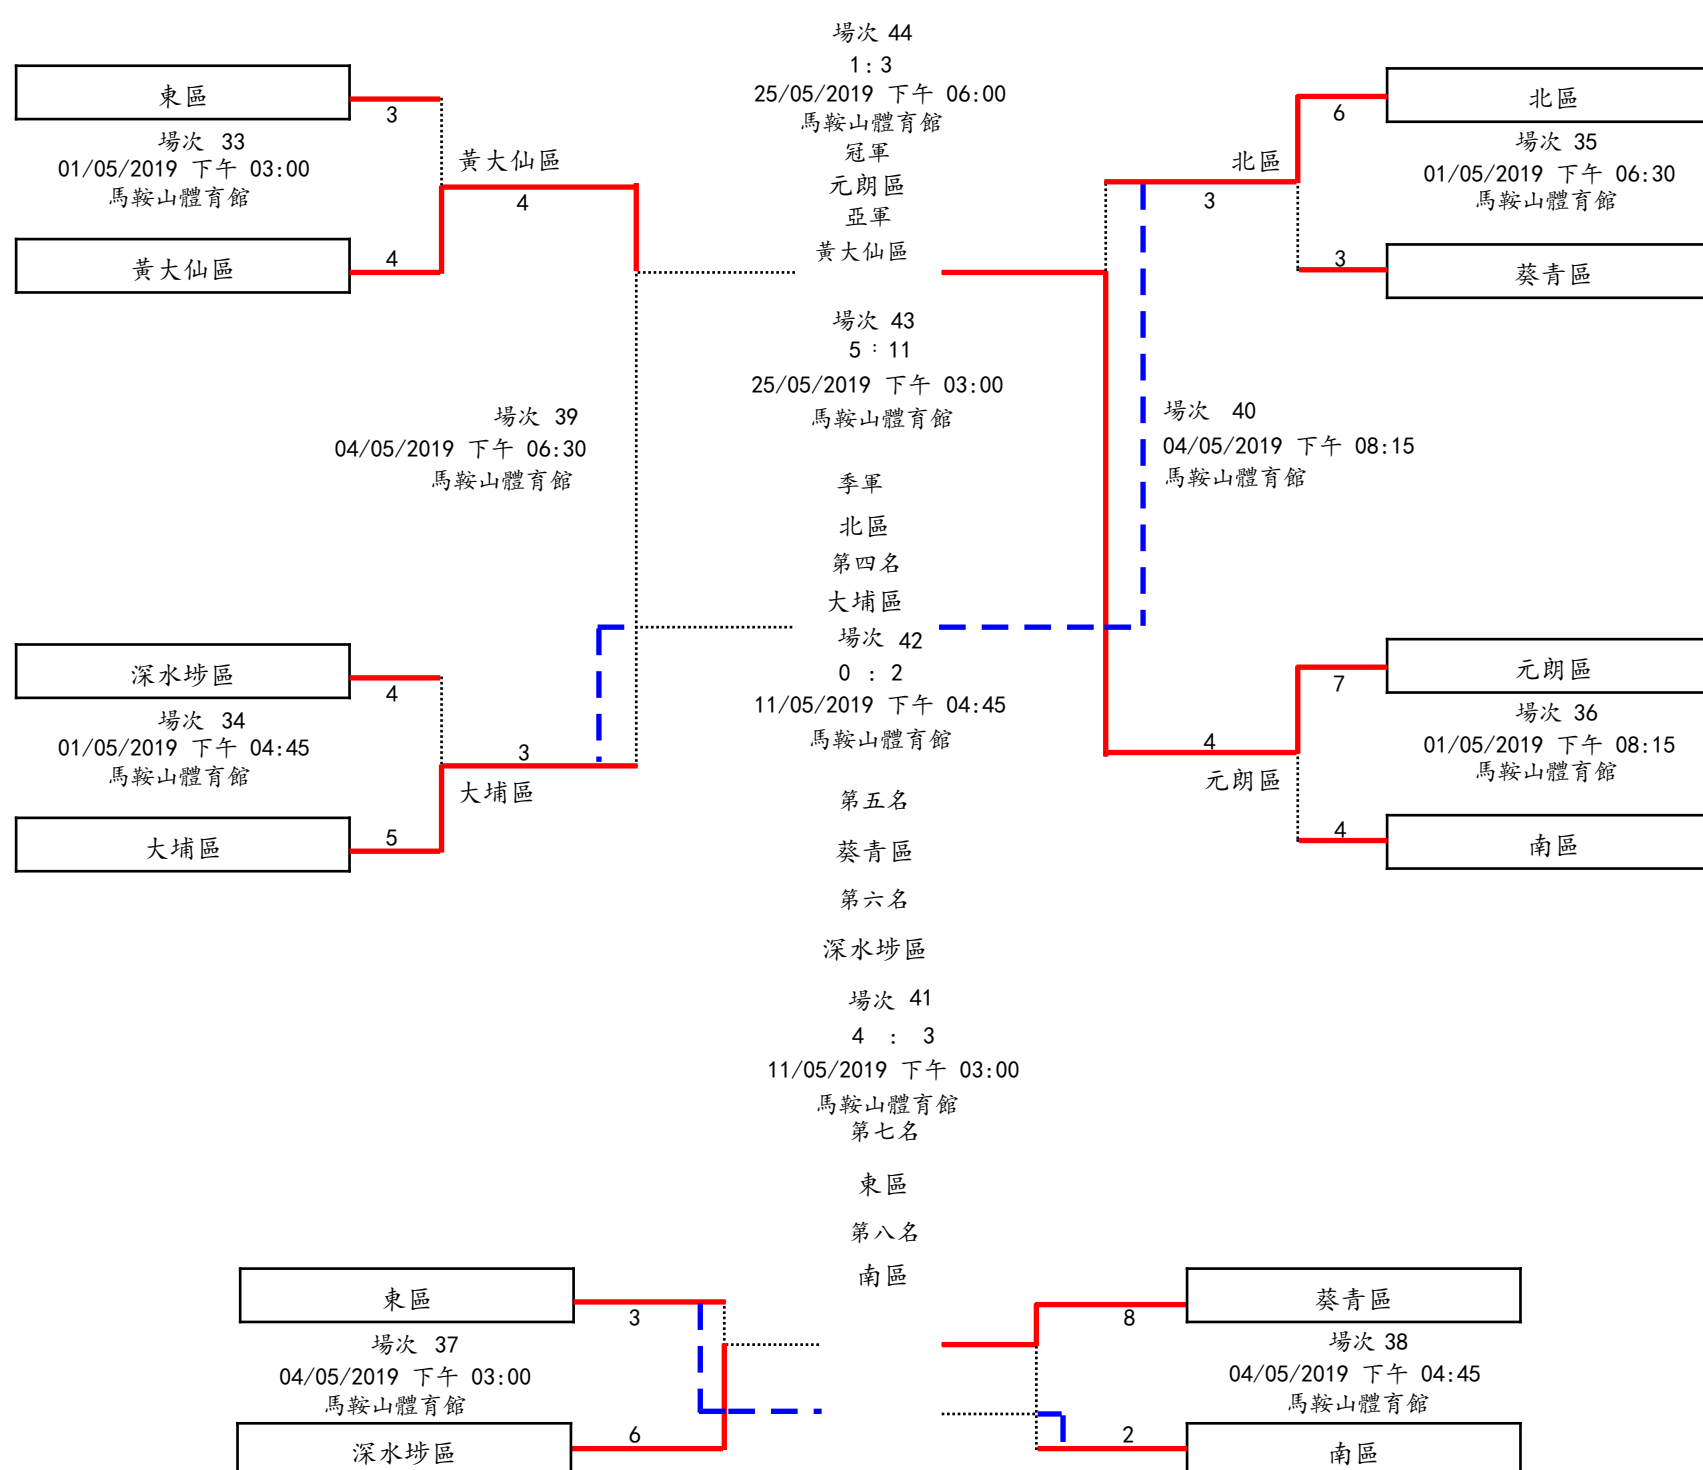 場次 44
1 : 3
25/05/2019 下午 06:00
馬鞍山體育館
冠軍
元朗區
亞軍
黃大仙區
東區
3
場次 33
01/05/2019 下午 03:00
馬鞍山體育館
黃大仙區
4
黃大仙區
4
北區
6
場次 35
01/05/2019 下午 06:30
馬鞍山體育館
葵青區
3
北區
3
場次 43
5 : 11
25/05/2019 下午 03:00
馬鞍山體育館
場次 39
04/05/2019 下午 06:30
馬鞍山體育館
場次 40
04/05/2019 下午 08:15
馬鞍山體育館
季軍
北區
第四名
大埔區
場次 42
0 : 2
11/05/2019 下午 04:45
馬鞍山體育館
深水埗區
4
場次 34
01/05/2019 下午 04:45
馬鞍山體育館
大埔區
5
3
大埔區
元朗區
7
場次 36
01/05/2019 下午 08:15
馬鞍山體育館
南區
4
4
元朗區
第五名
葵青區
第六名
深水埗區
場次 41
4 : 3
11/05/2019 下午 03:00
馬鞍山體育館
第七名
東區
第八名
南區
東區
3
場次 37
04/05/2019 下午 03:00
馬鞍山體育館
深水埗區
6
葵青區
8
場次 38
04/05/2019 下午 04:45
馬鞍山體育館
南區
2